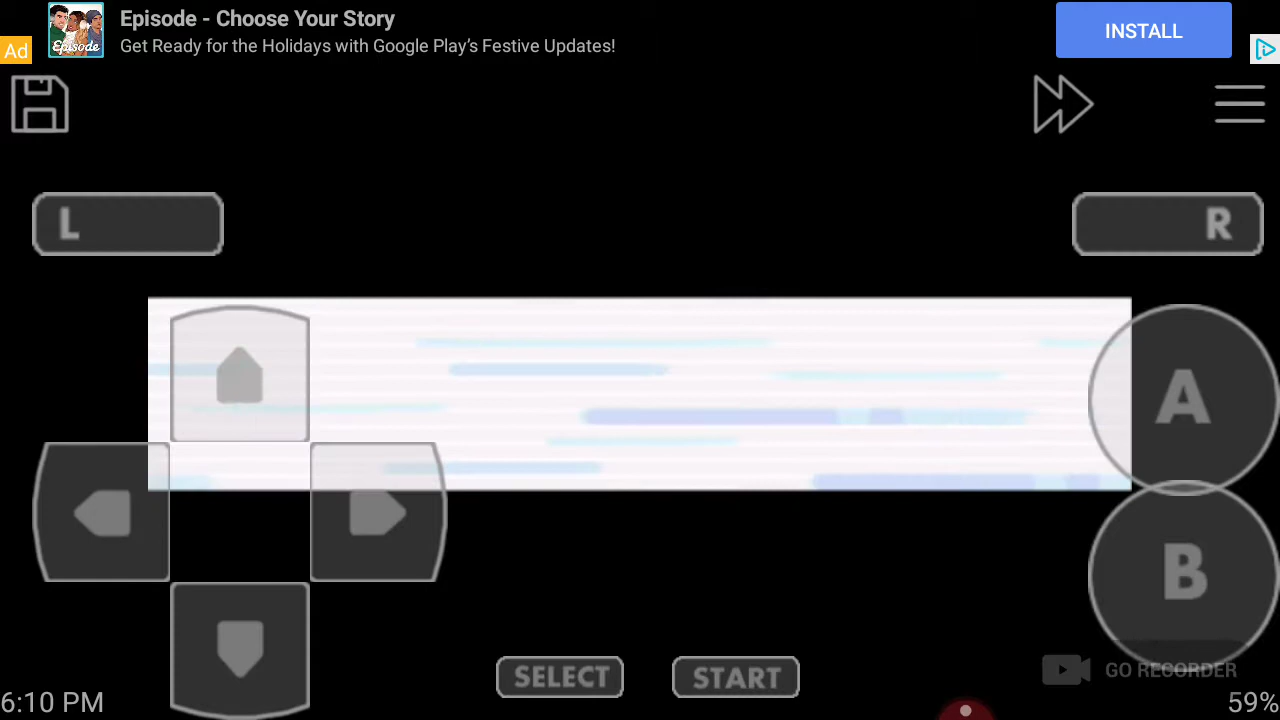 Episode - Choose Your Story
Get Ready for the Holidays with Google Play's Festive Updates!
INSTALL
Ad
Episode
L
R
A
B
SELECT
START
GO RECORDER
6:10 PM
59%